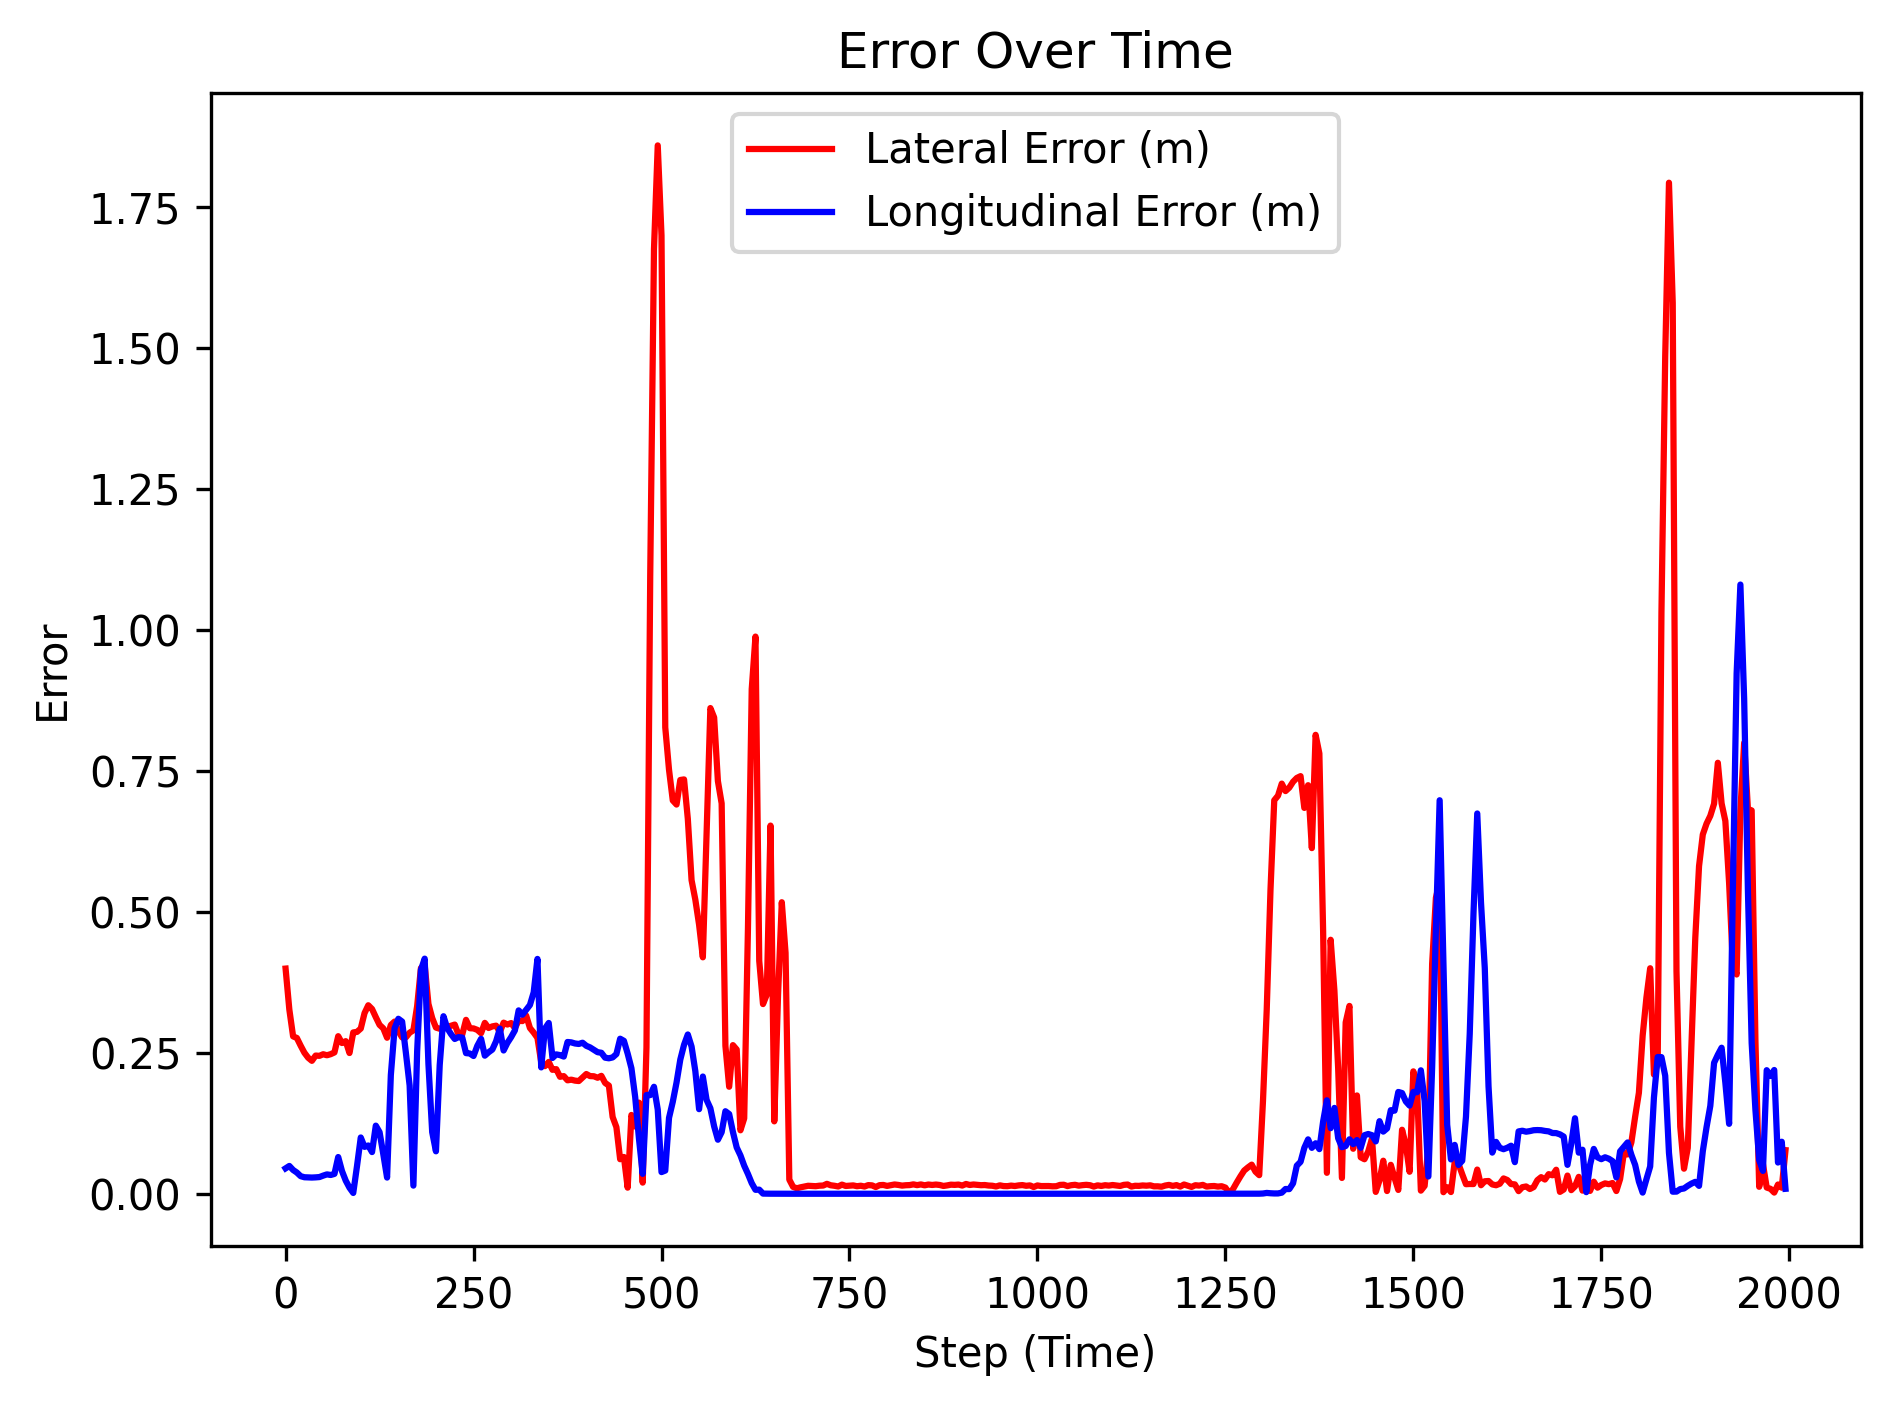 Error Over Time
Lateral Error (m)
Longitudinal Error (m)
1.75
1.50
1.25
1.00
0.75
0.50
0.25
0.00
Error
0 250 500 750 1000 1250 1500 1750 2000
Step (Time)